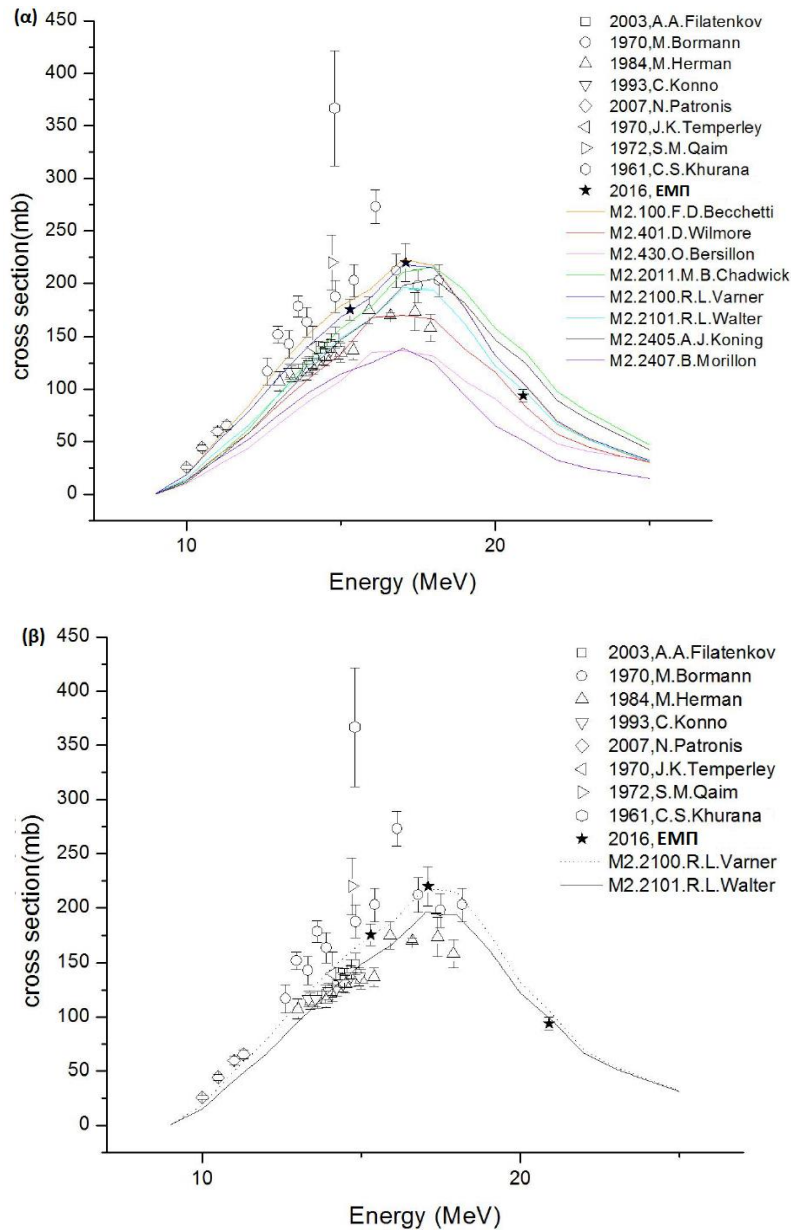 (α)
450
400
350
300
250
200
150
100
50
0
cross section(mb)
10
20
Energy (MeV)
2003,A.A.Filatenkov
1970,M.Bormann
1984,M.Herman
1993,C.Konno
2007,N.Patronis
1970,J.K.Temperley
1972,S.M.Qaim
1961,C.S.Khurana
2016, ΕΜΠ
M2.100.F.D.Becchetti
M2.401.D.Wilmore
M2.430.O.Bersillon
M2.2011.M.B.Chadwick
M2.2100.R.L.Varner
M2.2101.R.L.Walter
M2.2405.A.J.Koning
M2.2407.B.Morillon
(β)
450
400
350
300
250
200
150
100
50
0
cross section(mb)
10
20
Energy (MeV)
2003,A.A.Filatenkov
1970,M.Bormann
1984,M.Herman
1993,C.Konno
2007,N.Patronis
1970,J.K.Temperley
1972,S.M.Qaim
1961,C.S.Khurana
2016, ΕΜΠ
M2.2100.R.L.Varner
M2.2101.R.L.Walter